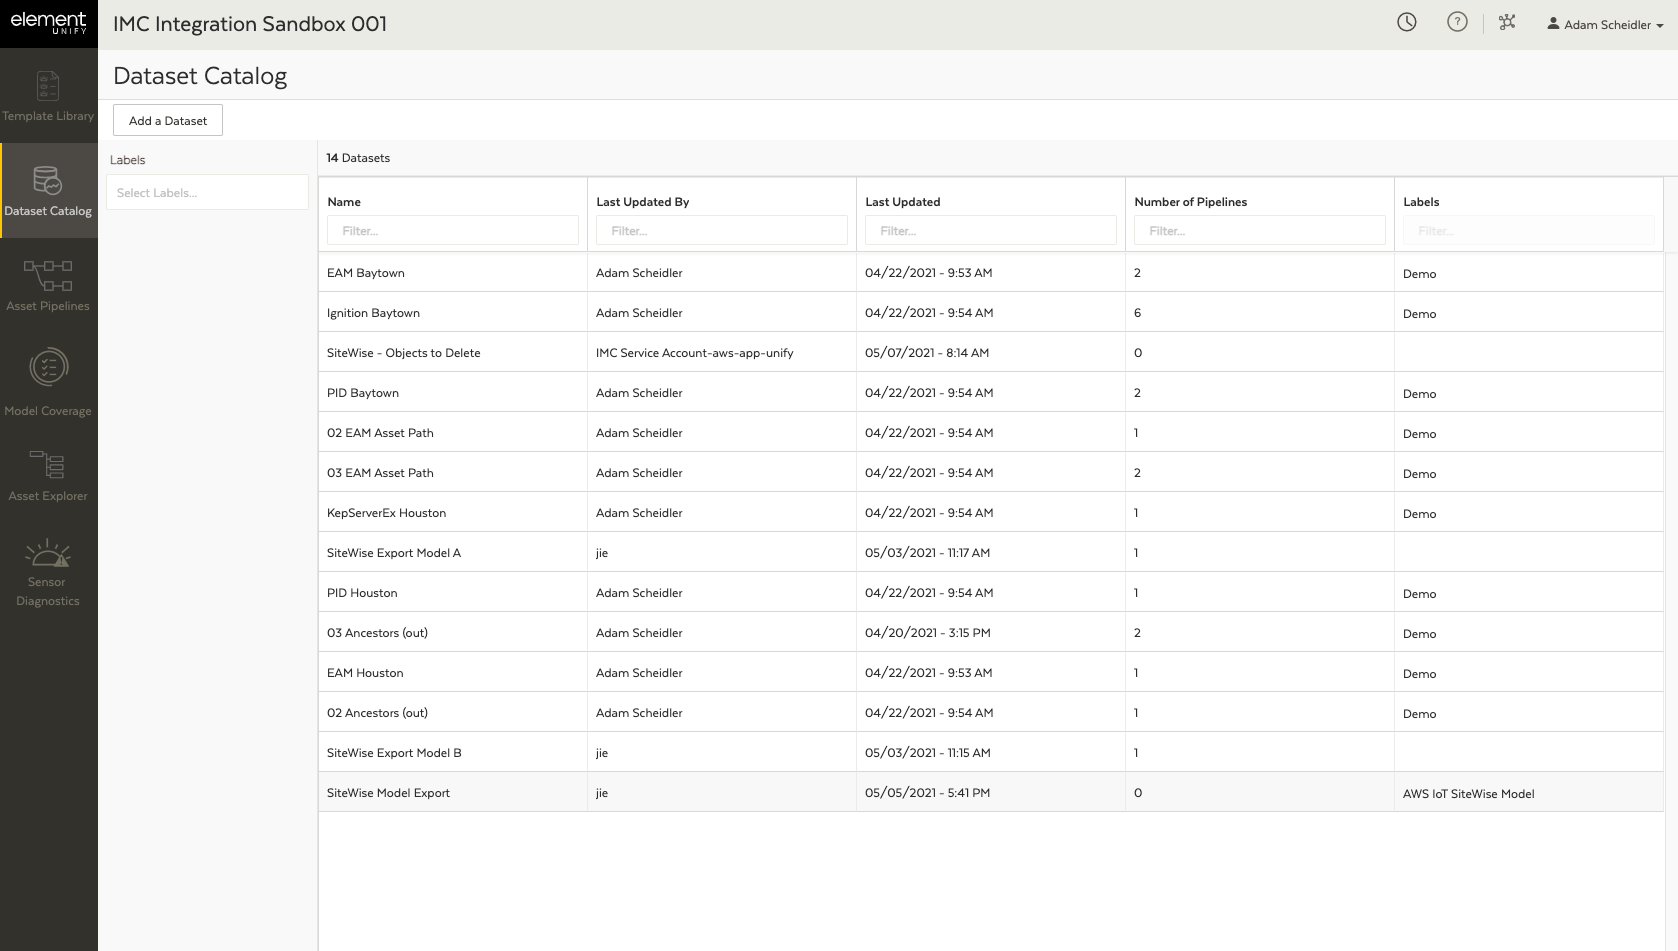 element
UNIFY
IMC Integration Sandbox 001
Adam Scheidler
Template Library
Dataset Catalog
Asset Pipelines
Model Coverage
Asset Explorer
Sensor
Diagnostics
Dataset Catalog
Add a Dataset
Labels
Select Labels...
14 Datasets
Name Last Updated By Last Updated Number of Pipelines Labels
Filter... Filter... Filter... Filter... Filter...
EAM Baytown Adam Scheidler 04/22/2021 - 9:53 AM 2 Demo
Ignition Baytown Adam Scheidler 04/22/2021 - 9:54 AM 6 Demo
SiteWise - Objects to Delete IMC Service Account-aws-app-unify 05/07/2021 - 8:14 AM 0
PID Baytown Adam Scheidler 04/22/2021 - 9:54 AM 2 Demo
02 EAM Asset Path Adam Scheidler 04/22/2021 - 9:54 AM 1 Demo
03 EAM Asset Path Adam Scheidler 04/22/2021 - 9:54 AM 2 Demo
KepServerEx Houston Adam Scheidler 04/22/2021 - 9:54 AM 1 Demo
SiteWise Export Model A jie 05/03/2021 - 11:17 AM 1
PID Houston Adam Scheidler 04/22/2021 - 9:54 AM 1 Demo
03 Ancestors (out) Adam Scheidler 04/20/2021 - 3:15 PM 2 Demo
EAM Houston Adam Scheidler 04/22/2021 - 9:53 AM 1 Demo
02 Ancestors (out) Adam Scheidler 04/22/2021 - 9:54 AM 1 Demo
SiteWise Export Model B jie 05/03/2021 - 11:15 AM 1
SiteWise Model Export jie 05/05/2021 - 5:41 PM 0 AWS IoT SiteWise Model